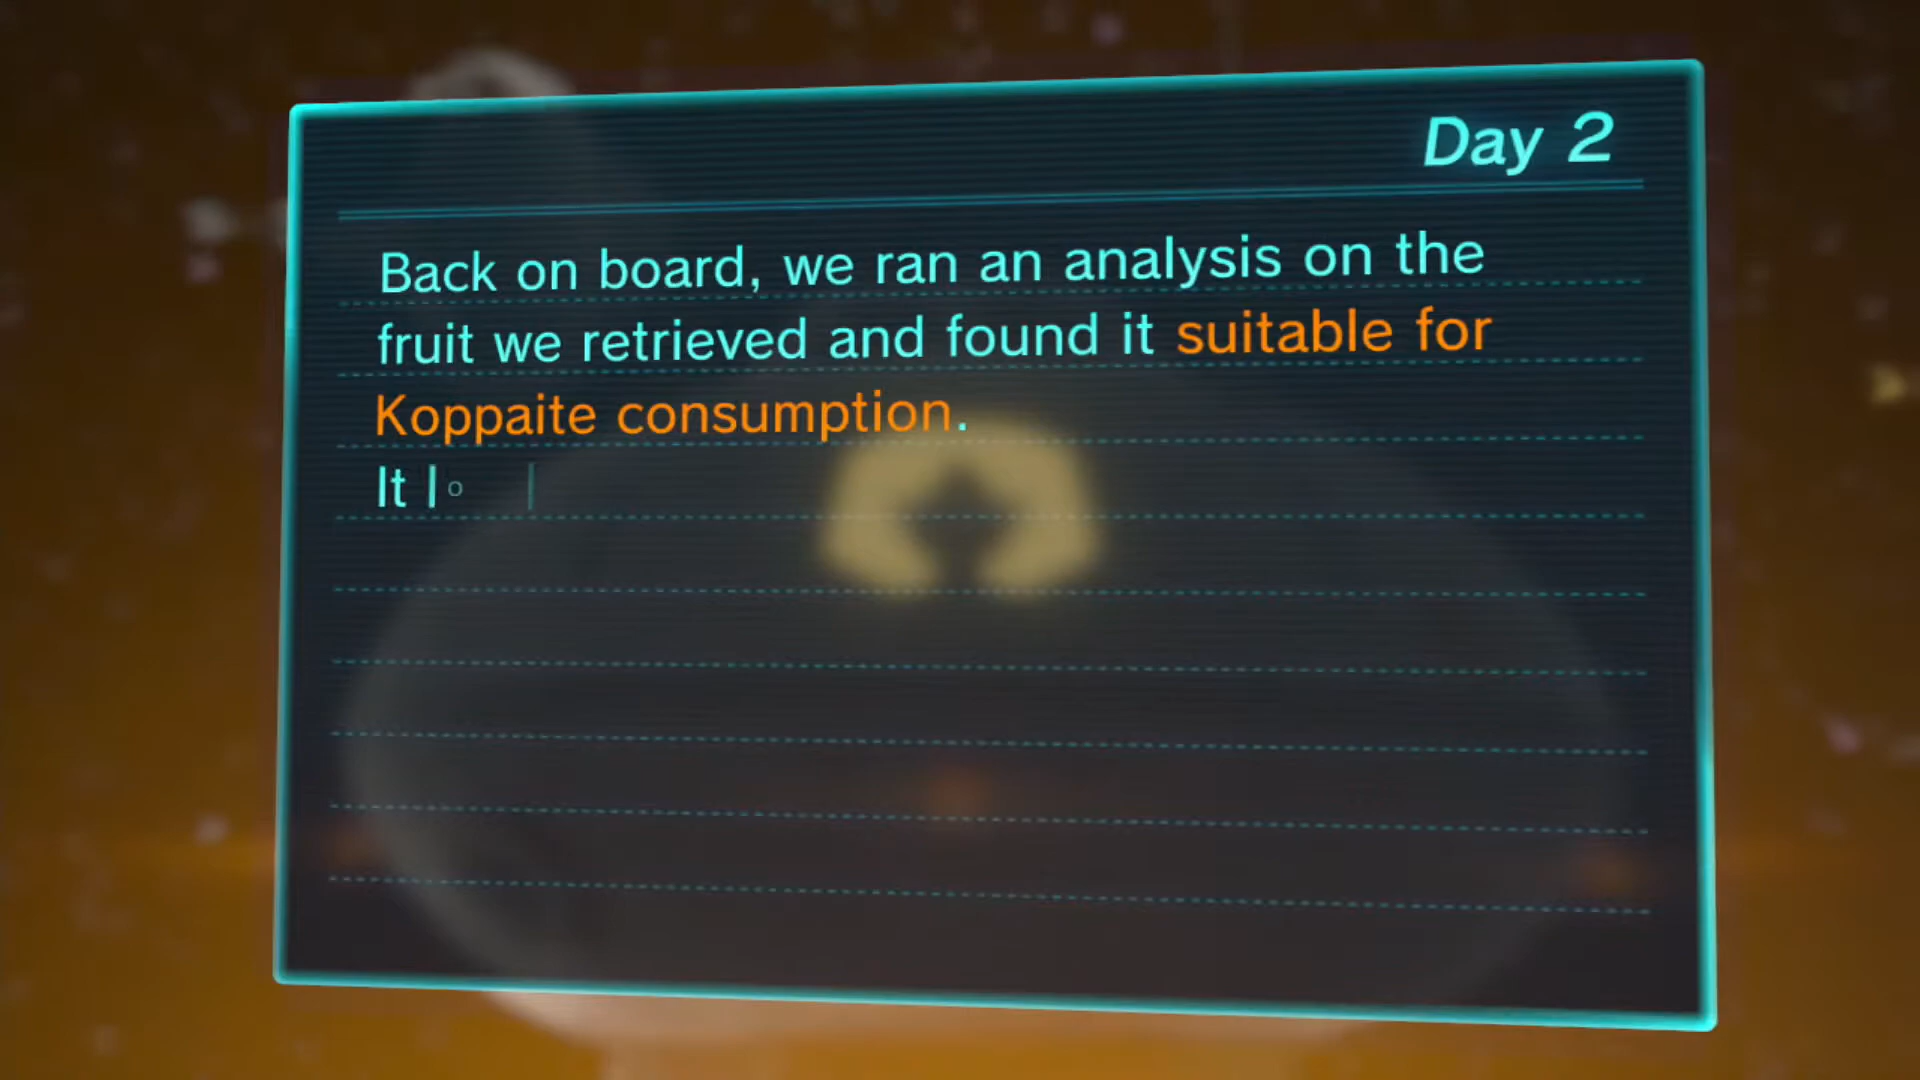 Day 2
Back on board, we ran an analysis on the
fruit we retrieved and found it suitable for
Koppaite consumption.
It lo